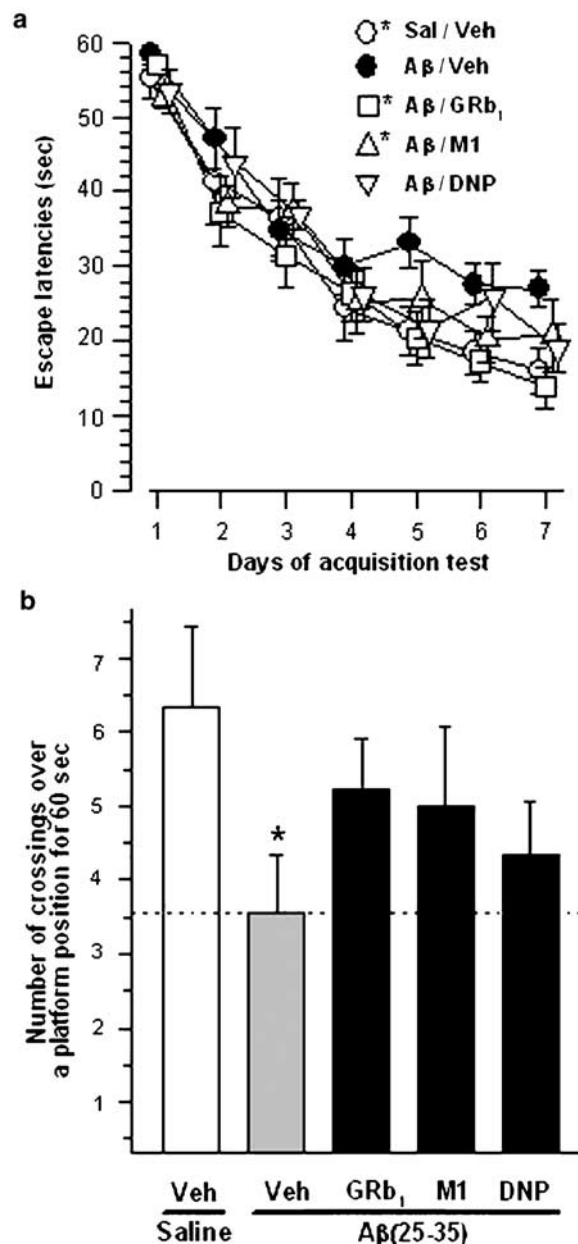 a
60
50
40
30
20
10
0
Escape latencies (sec)
* Sal / Veh
Aβ / Veh
* Aβ / GRb₁
* Aβ / M1
Aβ / DNP
1 2 3 4 5 6 7
Days of acquisition test
b
7
6
5
4
3
2
1
Number of crossings over
a platform position for 60 sec
*
Veh Veh GRb₁ M1 DNP
Saline Aβ(25-35)